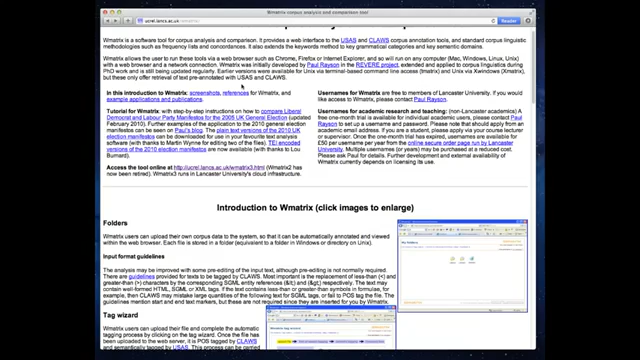 Wmatrix corpus analysis and comparison tool
ucrel.lancs.ac.uk
Reader
Wmatrix is a software tool for corpus analysis and comparison. It provides a web interface to the USAS and CLAWS corpus annotation tools, and standard corpus linguistic
methodologies such as frequency lists and concordances. It also extends the keywords method to key grammatical categories and key semantic domains.
Wmatrix allows the user to run these tools via a web browser such as Chrome, Firefox or Internet Explorer, and so will run on any computer (Mac, Windows, Linux, Unix)
with a web browser and a network connection. Wmatrix was initially developed by Paul Rayson in the REVERE project, extended and applied to corpus linguistics during
PhD work and is still being updated regularly. Earlier versions were available for Unix via terminal-based command line access (tmatrix) and Unix via Xwindows (Xmatrix),
but these only offer retrieval of text pre-annotated with USAS and CLAWS.
In this introduction to Wmatrix: screenshots, references for Wmatrix, and
example applications and publications.
Tutorial for Wmatrix: with step-by-step instructions on how to compare Liberal
Democrat and Labour Party Manifestos for the 2005 UK General Election (updated
February 2010). Further examples of the application to the 2010 general election
manifestos can be seen on Paul's blog. The plain text versions of the 2010 UK
election manifestos can be downloaded for use in your favourite text analysis
software (with thanks to Martin Wynne for editing two of the files). TEI encoded
versions of the 2010 election manifestos are now available (with thanks to Lou
Burnard).
Access the tool online at http://ucrel.lancs.ac.uk/wmatrix3.html (Wmatrix2 has
now been retired). Wmatrix3 runs in Lancaster University's cloud infrastructure.
Usernames for Wmatrix are free to members of Lancaster University. If you would
like access to Wmatrix, please contact Paul Rayson.
Usernames for academic research and teaching: (non-Lancaster academics) A
free one-month trial is available for individual academic users, please contact Paul
Rayson to set up a username and password. Please note that should apply from an
academic email address. If you are a student, please apply via your course lecturer
or supervisor. Once the one-month trial has expired, usernames are available for
£50 per username per year from the online secure order page run by Lancaster
University. Multiple usernames (or years) may be purchased at a reduced cost.
Please ask Paul for details. Further development and external availability of
Wmatrix currently depends on licensing its use.
Introduction to Wmatrix (click images to enlarge)
Folders
Wmatrix users can upload their own corpus data to the system, so that it can be automatically annotated and viewed
within the web browser. Each file is stored in a folder (equivalent to a folder in Windows or directory on Unix).
Input format guidelines
The analysis may be improved with some pre-editing of the input text, although pre-editing is not normally required.
There are guidelines provided for texts to be tagged by CLAWS. Most important is the replacement of less-than (<) and
greater-than (>) characters by the corresponding SGML entity references (&lt) and (&gt) respectively. The text may
contain well-formed HTML, SGML or XML tags. If the text contains less-than or greater-than symbols in formulae, for
example, then CLAWS may mistake large quantities of the following text for SGML tags, or fail to POS tag the file. The
guidelines mention start and end text markers, but these are not required since they are inserted for you by Wmatrix.
Tag wizard
Wmatrix users can upload their file and complete the automatic
tagging process by clicking on the tag wizard. Once the file has
been uploaded to the web server, it is POS tagged by CLAWS
and semantically tagged by USAS. This process can be carried